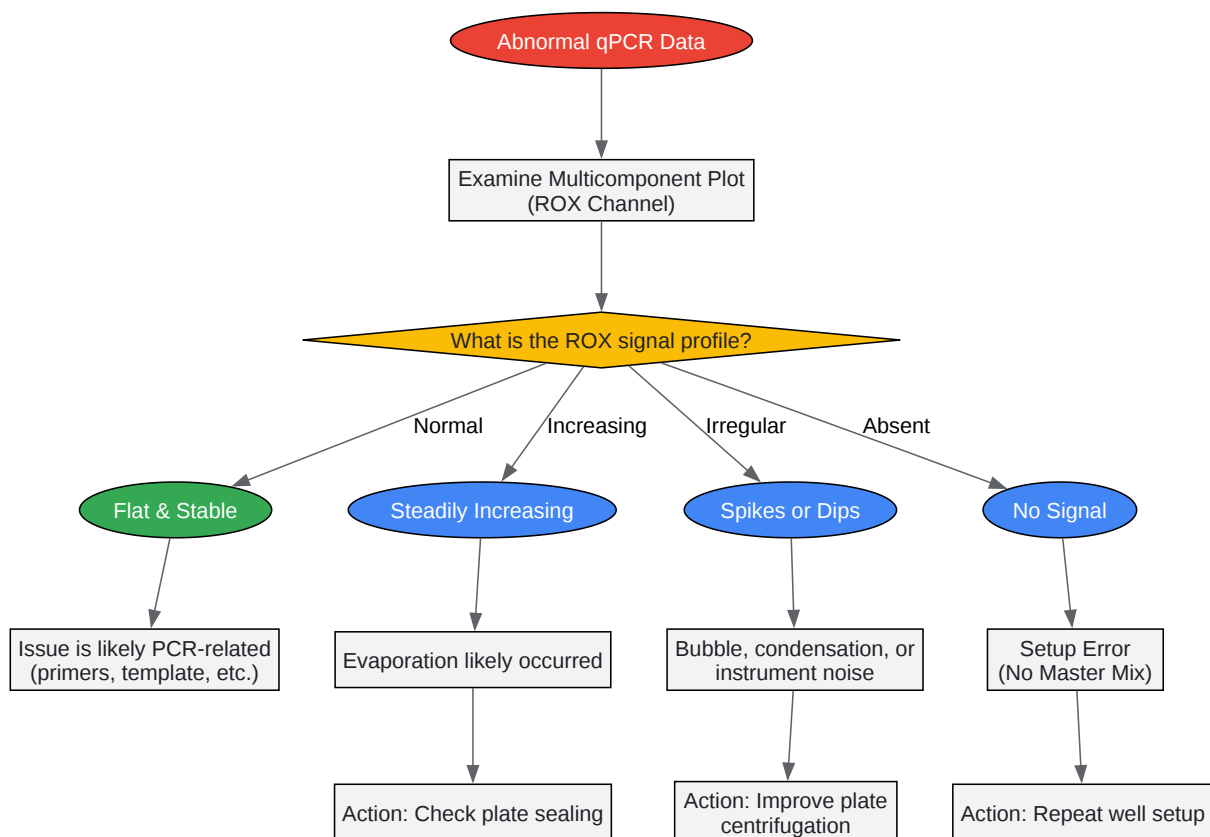 Abnormal qPCR Data
Examine Multicomponent Plot
(ROX Channel)
What is the ROX signal profile?
Normal
Increasing
Irregular
Absent
Flat & Stable
Steadily Increasing
Spikes or Dips
No Signal
Issue is likely PCR-related
(primers, template, etc.)
Evaporation likely occurred
Bubble, condensation, or
instrument noise
Setup Error
(No Master Mix)
Action: Check plate sealing
Action: Improve plate
centrifugation
Action: Repeat well setup